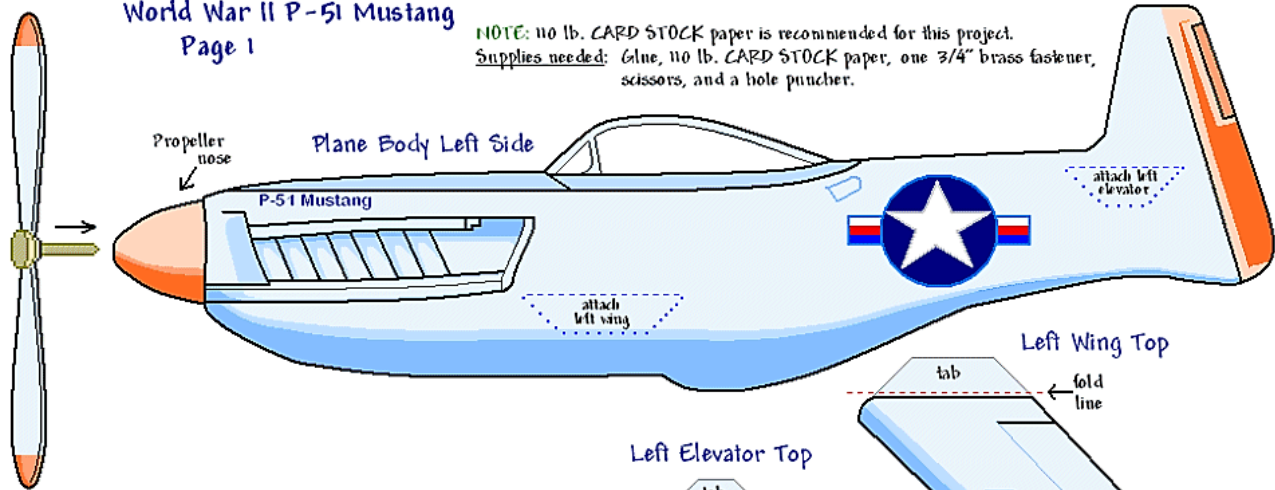 World War II P-51 Mustang
Page 1
NOTE: 110 lb. CARD STOCK paper is recommended for this project.
Supplies needed: Glue, 110 lb. CARD STOCK paper, one 3/4" brass fastener,
scissors, and a hole puncher.
Propeller
nose
Plane Body Left Side
P-51 Mustang
attach left
elevator
attach
left wing
Left Wing Top
tab
fold
line
Left Elevator Top